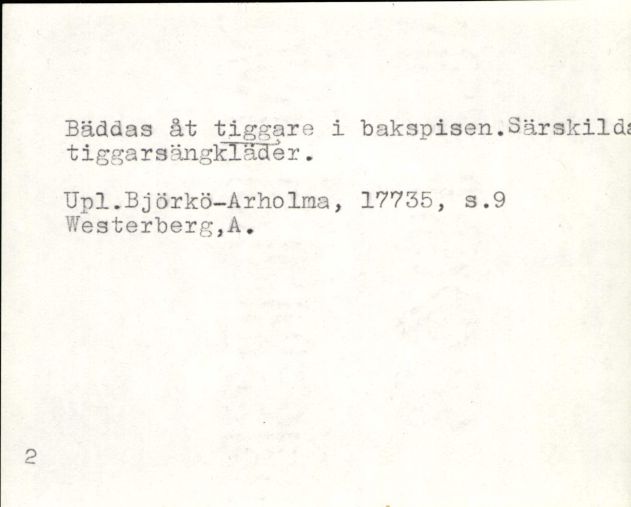 Bäddas åt tiggare i bakspisen.Särskilda
tiggarsängkläder.
Upl.Björkö-Arholma, 17735, s.9
Westerberg,A.
2